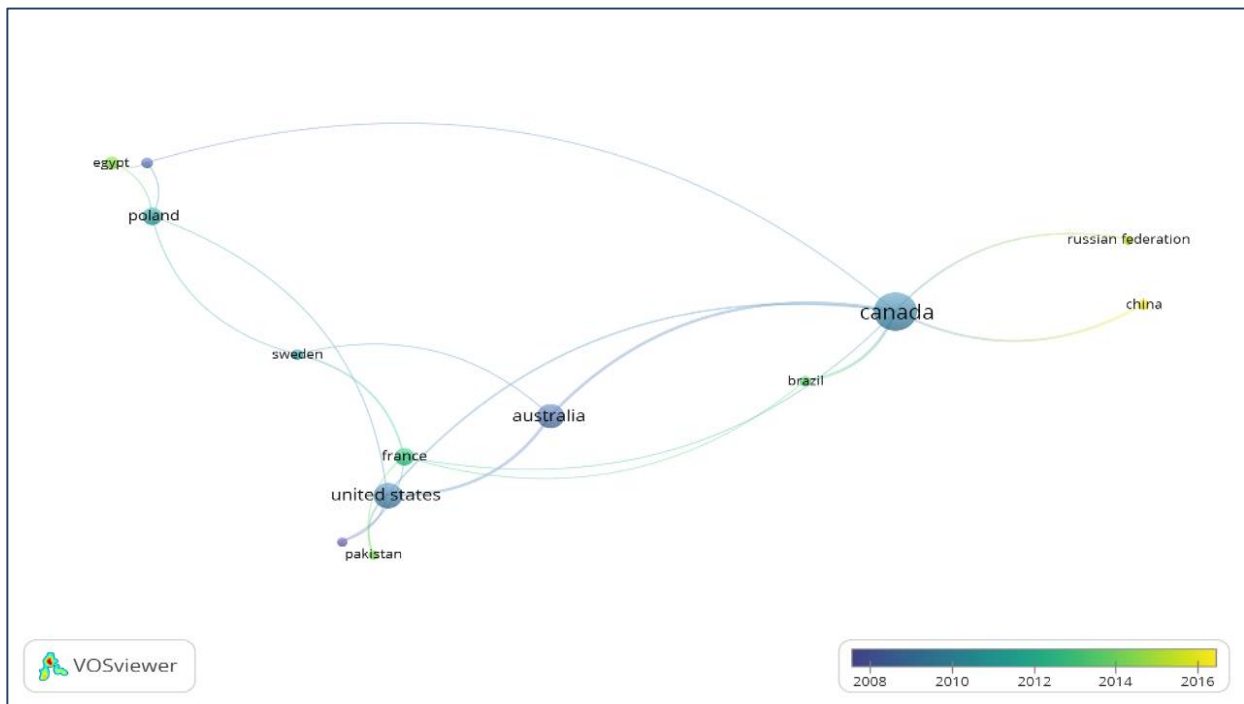 egypt
poland
russian federation
china
canada
sweden
brazil
australia
france
united states
pakistan
VOSviewer
2008 2010 2012 2014 2016